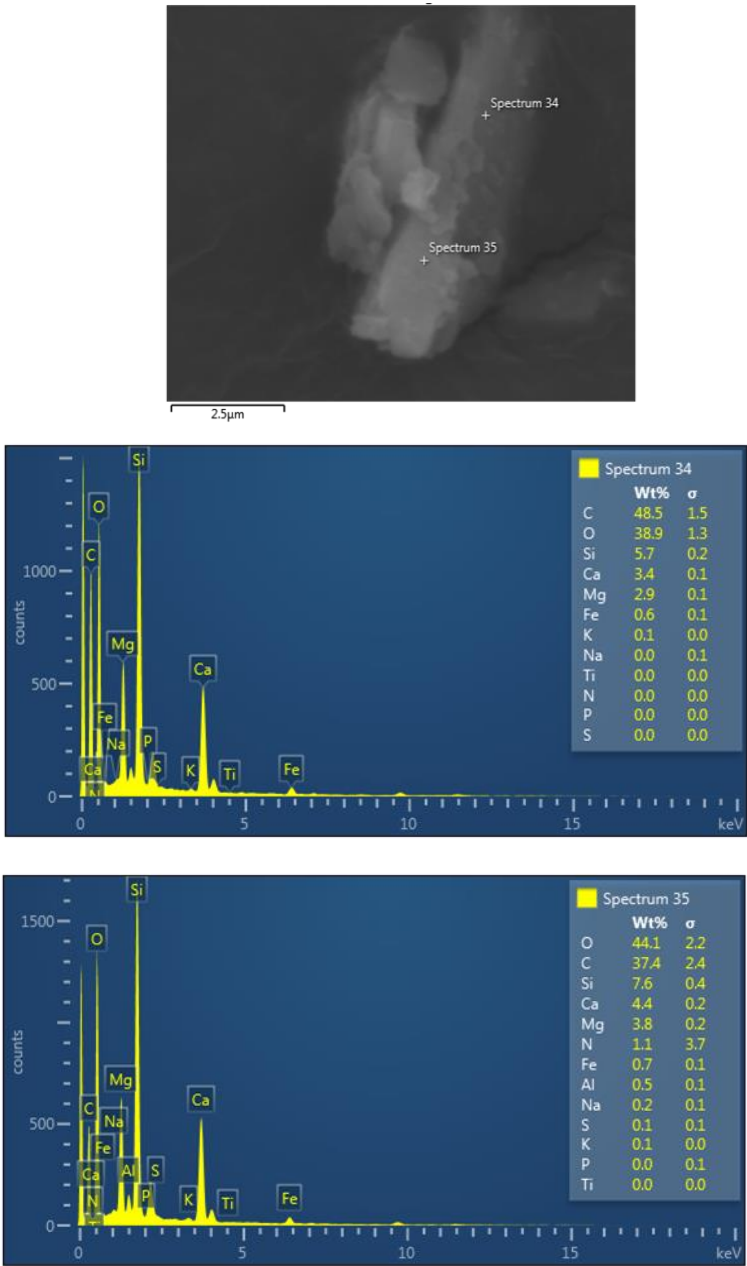 Spectrum 34
Spectrum 35
2.5μm
Si
O
C
Mg
Ca
Fe
Na
P
S
K
Ti
Fe
Ca
N
1000
500
0
counts
0 5 10 15 keV
Spectrum 34
Wt% σ
C 48.5 1.5
O 38.9 1.3
Si 5.7 0.2
Ca 3.4 0.1
Mg 2.9 0.1
Fe 0.6 0.1
K 0.1 0.0
Na 0.0 0.1
Ti 0.0 0.0
N 0.0 0.0
P 0.0 0.0
S 0.0 0.0
Si
O
Mg
Ca
C
Na
Fe
Ca
Al
S
N
P
K
Ti
Fe
1500
500
0
counts
0 5 10 15 keV
Spectrum 35
Wt% σ
O 44.1 2.2
C 37.4 2.4
Si 7.6 0.4
Ca 4.4 0.2
Mg 3.8 0.2
N 1.1 3.7
Fe 0.7 0.1
Al 0.5 0.1
Na 0.2 0.1
S 0.1 0.1
K 0.1 0.0
P 0.0 0.1
Ti 0.0 0.0